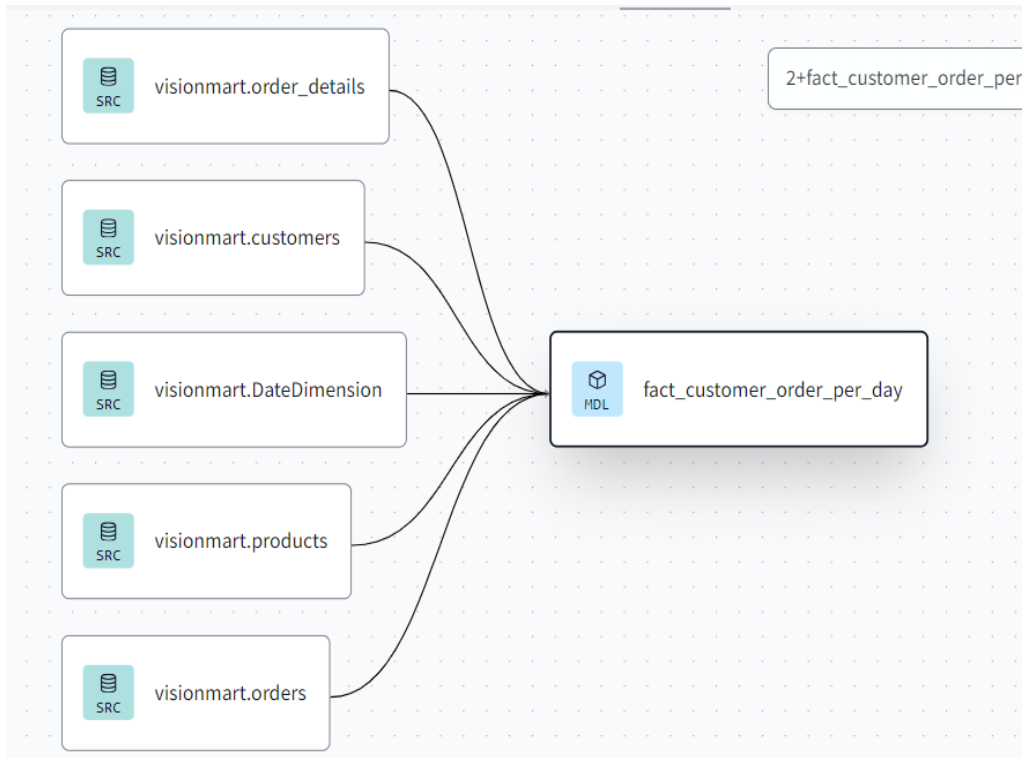 SRC
visionmart.order_details
2+fact_customer_order_per
SRC
visionmart.customers
SRC
visionmart.DateDimension
MDL
fact_customer_order_per_day
SRC
visionmart.products
SRC
visionmart.orders